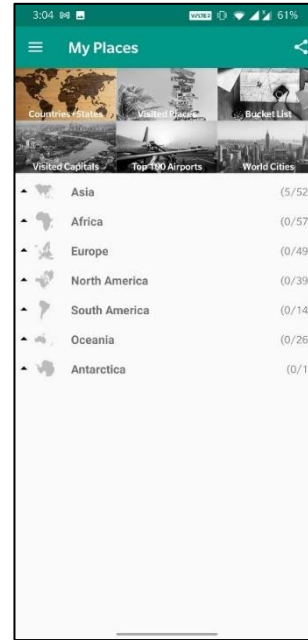 3:04 61%
My Places
Countries+States Visited Places Bucket List
Visited Capitals Top 100 Airports World Cities
Asia (5/52
Africa (0/57
Europe (0/49
North America (0/39
South America (0/14
Oceania (0/26
Antarctica (0/1